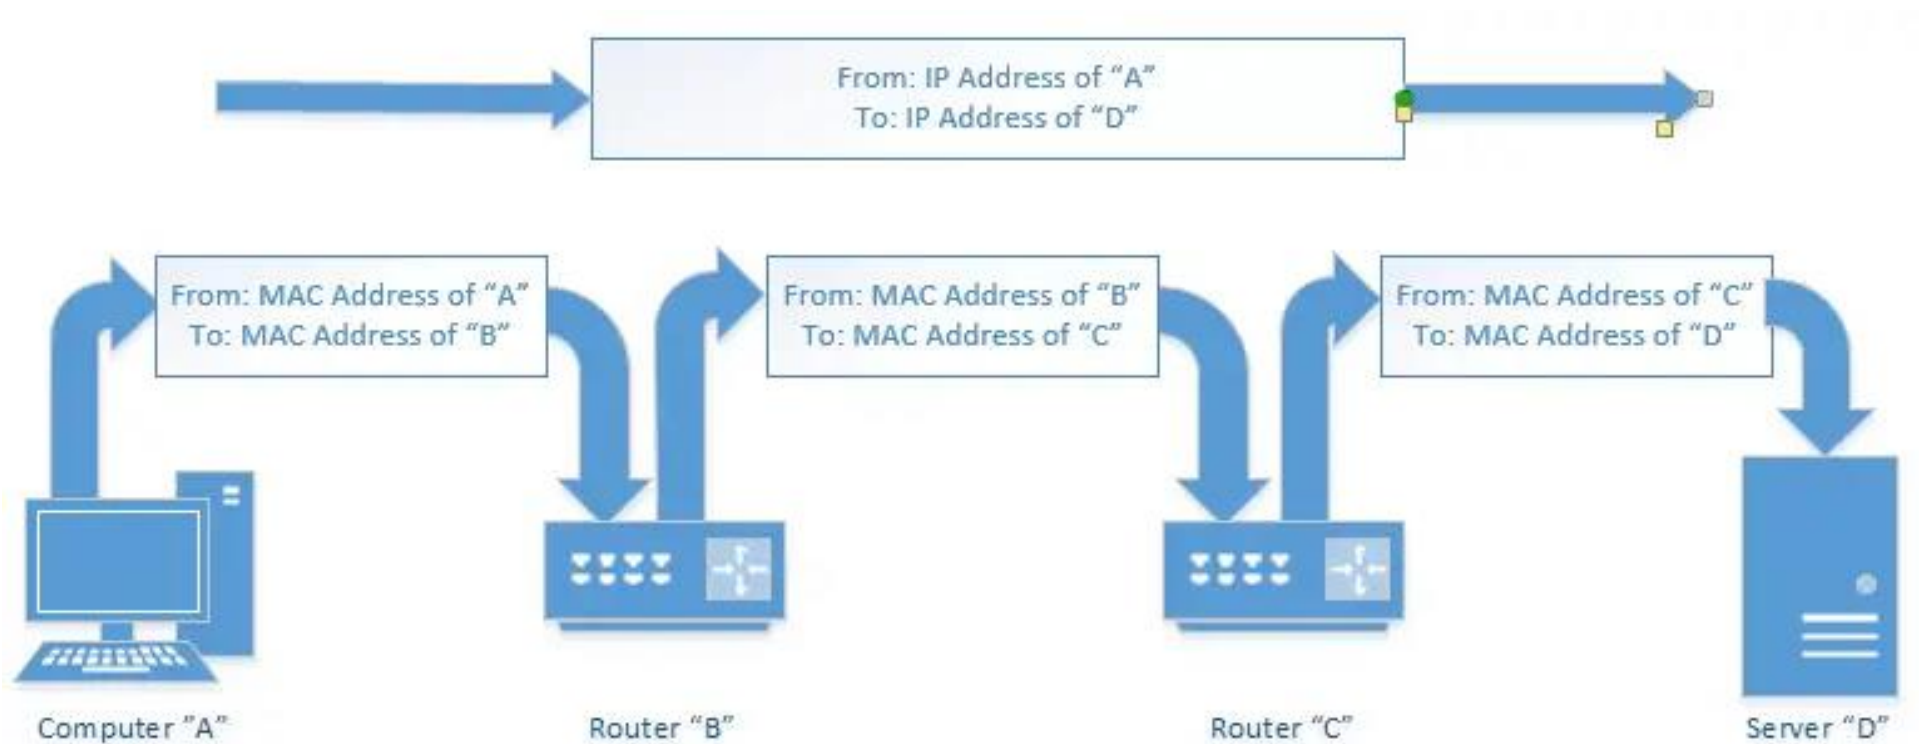 From: IP Address of “A”
To: IP Address of “D”
From: MAC Address of “A”
To: MAC Address of “B”
From: MAC Address of “B”
To: MAC Address of “C”
From: MAC Address of “C”
To: MAC Address of “D”
Computer “A”
Router “B”
Router “C”
Server “D”